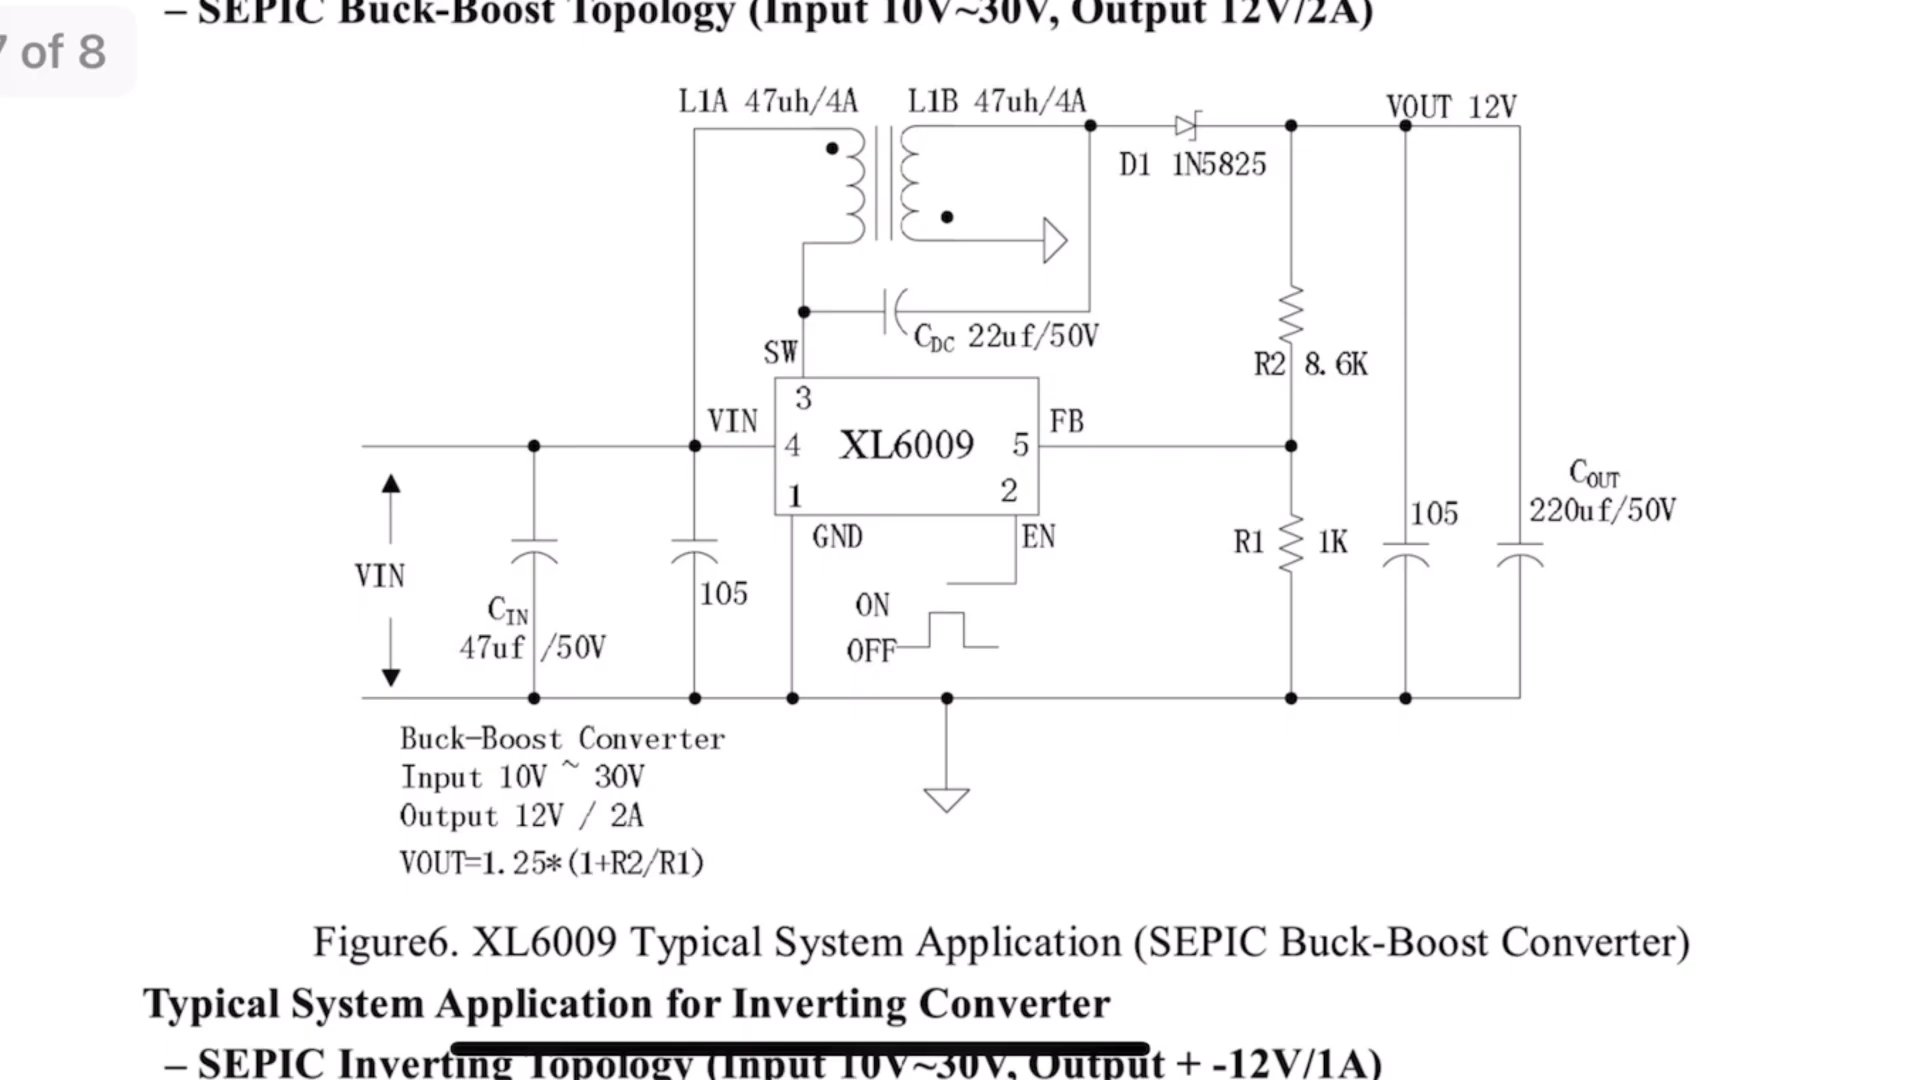 – SEPIC Buck-Boost Topology (Input 10V~30V, Output 12V/2A)
7 of 8
L1A 47uh/4A
L1B 47uh/4A
VOUT 12V
D1 1N5825
CDC 22uf/50V
SW
R2 8.6K
3
VIN
FB
4
XL6009
5
1
2
COUT
220uf/50V
105
GND
EN
R1
1K
VIN
105
ON
CIN
47uf /50V
OFF
Buck-Boost Converter
Input 10V ~ 30V
Output 12V / 2A
VOUT=1.25*(1+R2/R1)
Figure6. XL6009 Typical System Application (SEPIC Buck-Boost Converter)
Typical System Application for Inverting Converter
– SEPIC Inverting Topology (Input 10V~30V, Output + -12V/1A)